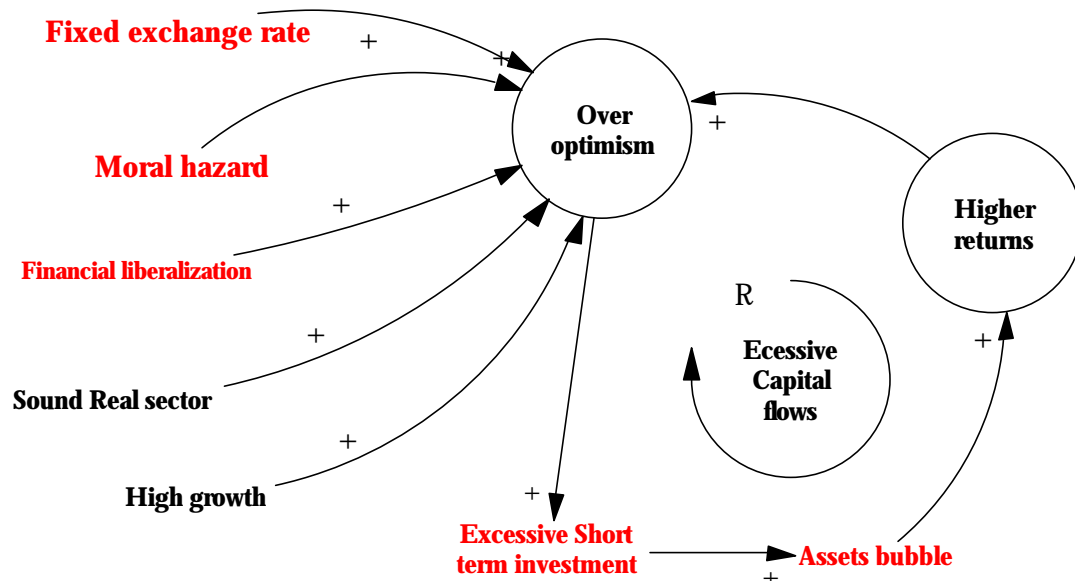 Fixed exchange rate
+
+
Over
optimism
+
Moral hazard
+
Higher
returns
Financial liberalization
R
+
+
Ecessive
Capital
flows
Sound Real sector
+
High growth
+
Excessive Short
term investment
Assets bubble
+